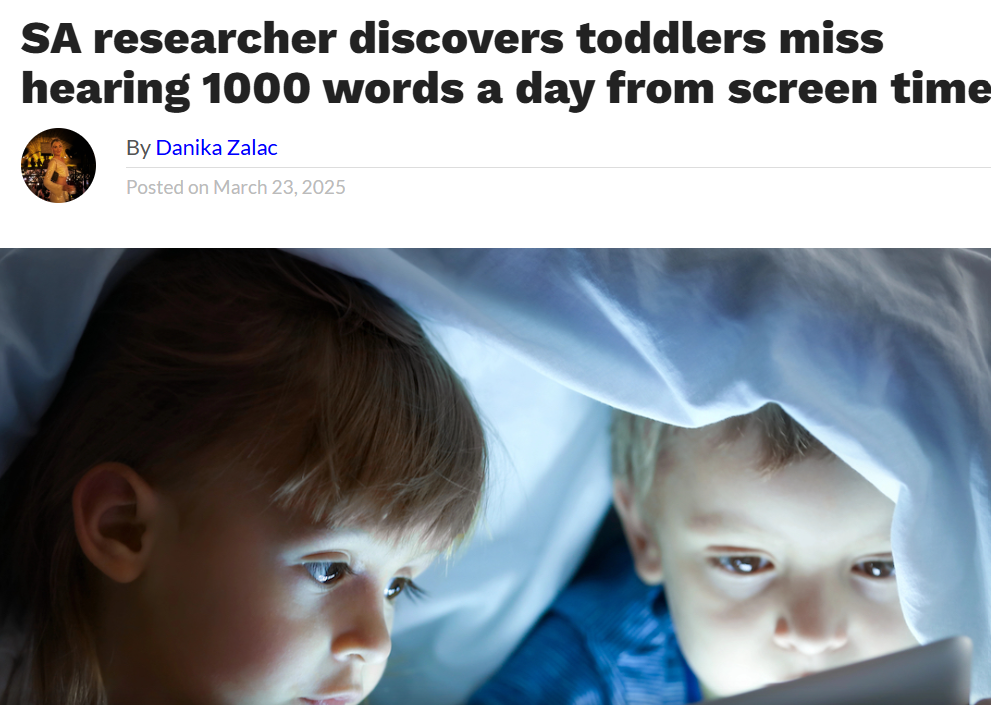 SA researcher discovers toddlers miss
hearing 1000 words a day from screen time
By Danika Zalac
Posted on March 23, 2025